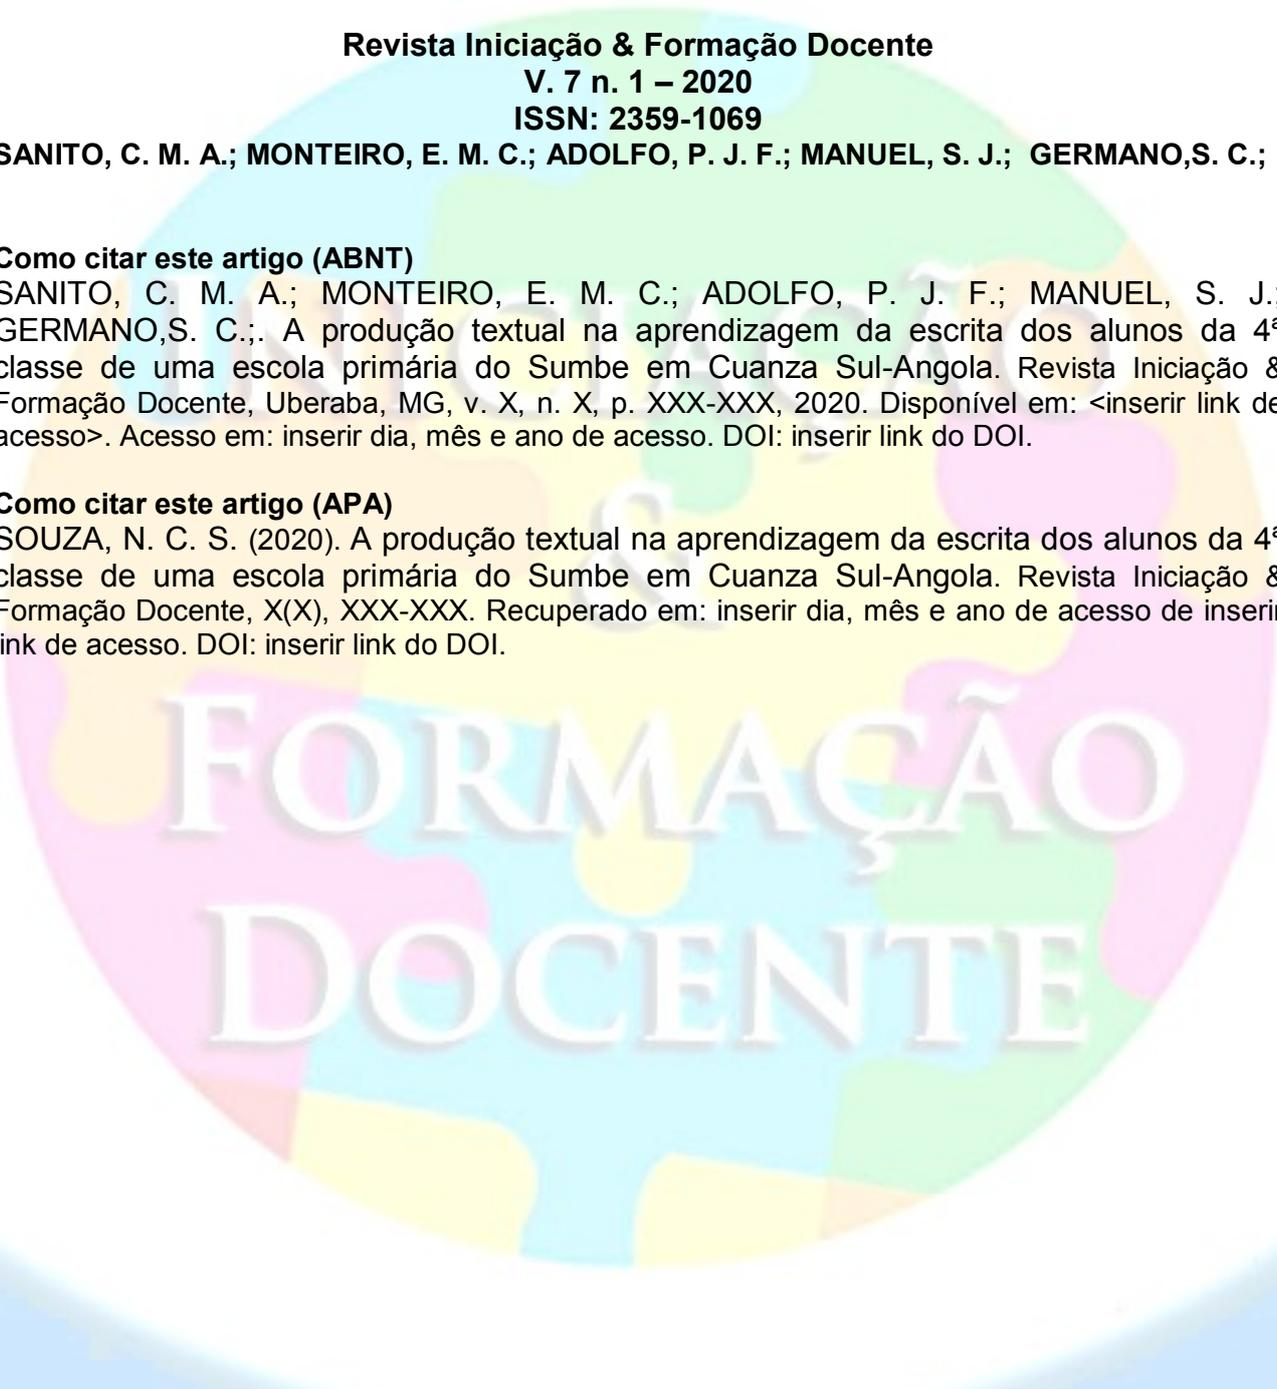 Revista Iniciação & Formação Docente
V. 7 n. 1 – 2020
ISSN: 2359-1069
SANITO, C. M. A.; MONTEIRO, E. M. C.; ADOLFO, P. J. F.; MANUEL, S. J.; GERMANO,S. C.;
Como citar este artigo (ABNT)
SANITO, C. M. A.; MONTEIRO, E. M. C.; ADOLFO, P. J. F.; MANUEL, S. J.;
GERMANO,S. C.;. A produção textual na aprendizagem da escrita dos alunos da 4ª
classe de uma escola primária do Sumbe em Cuanza Sul-Angola. Revista Iniciação &
Formação Docente, Uberaba, MG, v. X, n. X, p. XXX-XXX, 2020. Disponível em: <inserir link de
acesso>. Acesso em: inserir dia, mês e ano de acesso. DOI: inserir link do DOI.
Como citar este artigo (APA)
SOUZA, N. C. S. (2020). A produção textual na aprendizagem da escrita dos alunos da 4ª
classe de uma escola primária do Sumbe em Cuanza Sul-Angola. Revista Iniciação &
Formação Docente, X(X), XXX-XXX. Recuperado em: inserir dia, mês e ano de acesso de inserir
link de acesso. DOI: inserir link do DOI.
INICIAÇÃO
&
FORMAÇÃO
DOCENTE